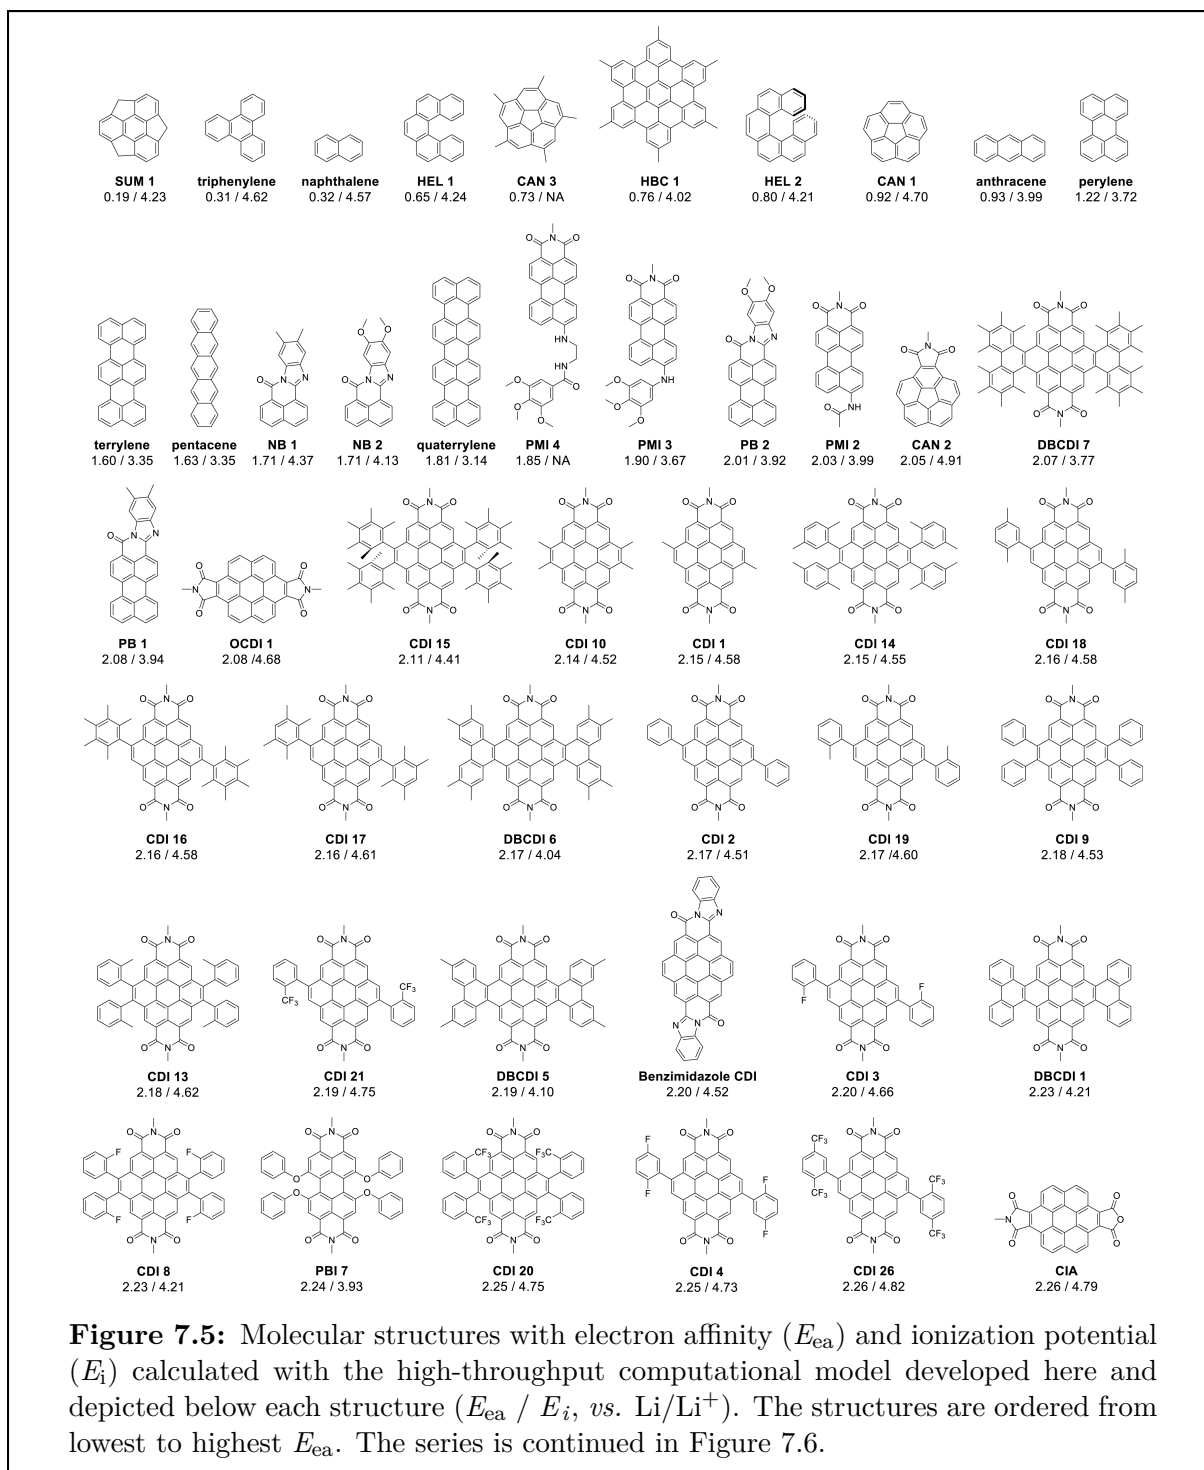 SUM 1 triphenylene naphthalene HEL 1 CAN 3 HBC 1 HEL 2 CAN 1 anthracene perylene
0.19 / 4.23 0.31 / 4.62 0.32 / 4.57 0.65 / 4.24 0.73 / NA 0.76 / 4.02 0.80 / 4.21 0.92 / 4.70 0.93 / 3.99 1.22 / 3.72
O N O
O N O
O O
O N O O N O
O O
O N N
HN
O N O
O N N O N N
HN O
NH
O O O
O O O
O NH
O N O
terrylene pentacene NB 1 NB 2 quaterrylene PMI 4 PMI 3 PB 2 PMI 2 CAN 2 DBCDI 7
1.60 / 3.35 1.63 / 3.35 1.71 / 4.37 1.71 / 4.13 1.81 / 3.14 1.85 / NA 1.90 / 3.67 2.01 / 3.92 2.03 / 3.99 2.05 / 4.91 2.07 / 3.77
O N O O N O O N O O N O O N O
O N N
O O
N N
O O
O N O O N O O N O O N O O N O
PB 1 OCDI 1 CDI 15 CDI 10 CDI 1 CDI 14 CDI 18
2.08 / 3.94 2.08 /4.68 2.11 / 4.41 2.14 / 4.52 2.15 / 4.58 2.15 / 4.55 2.16 / 4.58
O N O O N O O N O O N O O N O O N O
O N O O N O O N O O N O O N O O N O
CDI 16 CDI 17 DBCDI 6 CDI 2 CDI 19 CDI 9
2.16 / 4.58 2.16 / 4.61 2.17 / 4.04 2.17 / 4.51 2.17 /4.60 2.18 / 4.53
O N N
O N O O N O O N O O N O O N O
CF3 CF3 F F
N N O
O N O O N O O N O O N O O N O
CDI 13 CDI 21 DBCDI 5 Benzimidazole CDI CDI 3 DBCDI 1
2.18 / 4.62 2.19 / 4.75 2.19 / 4.10 2.20 / 4.52 2.20 / 4.66 2.23 / 4.21
O N O O N O O N O O N O O N O
F F CF3 F3C F CF3
O O F CF3 CF3
O O F O O
F F CF3 F3C F CF3 N O
O O
O N O O N O O N O O N O O N O
CDI 8 PBI 7 CDI 20 CDI 4 CDI 26 CIA
2.23 / 4.21 2.24 / 3.93 2.25 / 4.75 2.25 / 4.73 2.26 / 4.82 2.26 / 4.79
Figure 7.5: Molecular structures with electron affinity (Eea) and ionization potential
(Ei) calculated with the high-throughput computational model developed here and
depicted below each structure (Eea / Ei, vs. Li/Li+). The structures are ordered from
lowest to highest Eea. The series is continued in Figure 7.6.